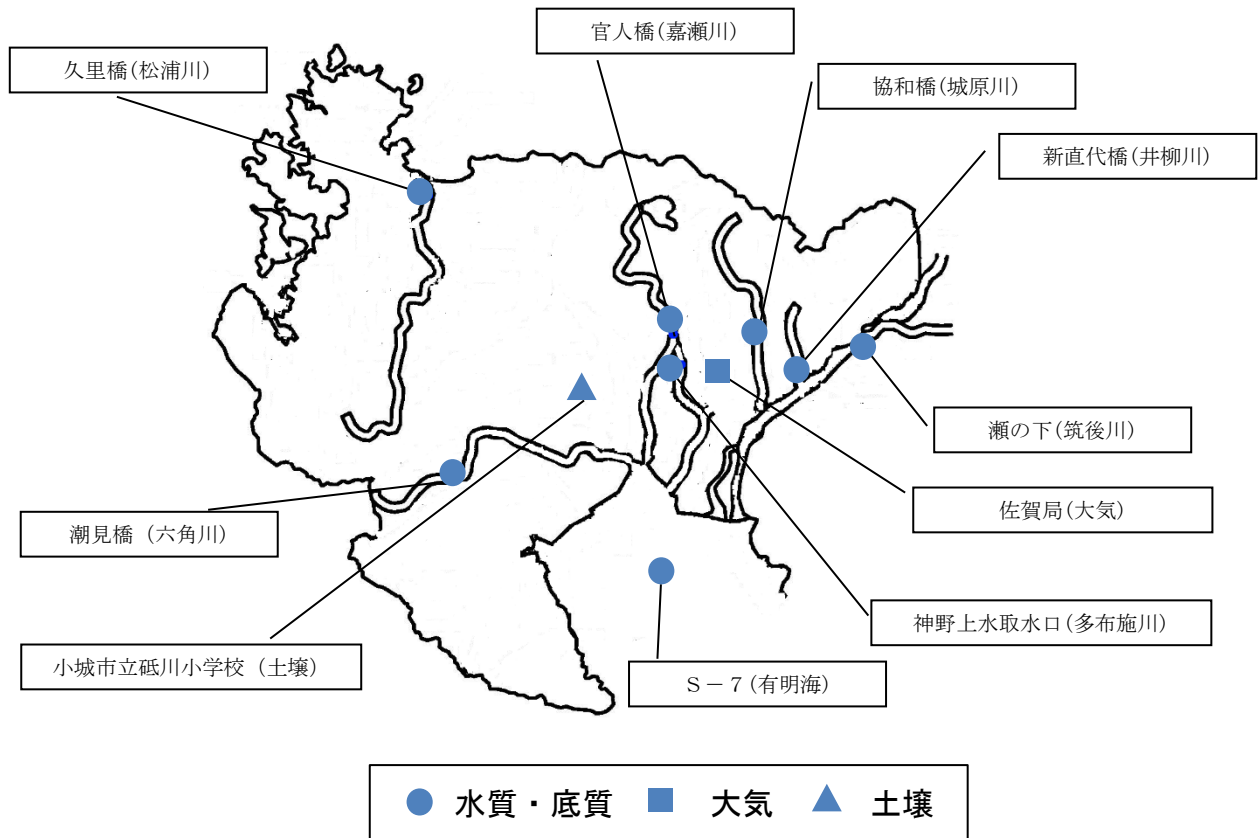 官人橋(嘉瀬川)
久里橋(松浦川)
協和橋(城原川)
新直代橋(井柳川)
瀬の下(筑後川)
佐賀局(大気)
潮見橋（六角川）
神野上水取水口(多布施川)
小城市立砥川小学校（土壌）
Ｓ－７(有明海)
水質・底質 大気 土壌